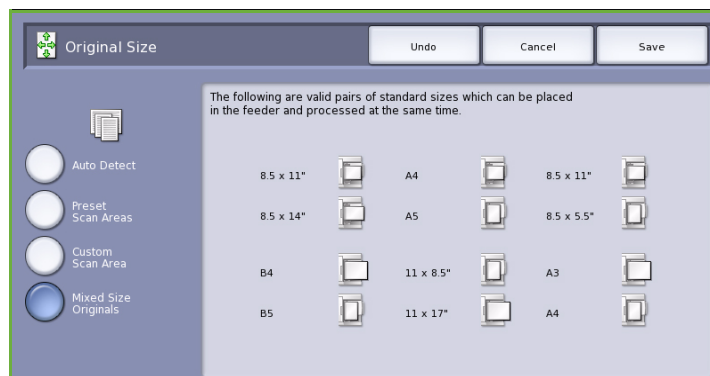 Original Size
Undo
Cancel
Save
The following are valid pairs of standard sizes which can be placed
in the feeder and processed at the same time.
Auto Detect
Preset
Scan Areas
Custom
Scan Area
Mixed Size
Originals
8.5 x 11"
A4
8.5 x 11"
8.5 x 14"
A5
8.5 x 5.5"
B4
11 x 8.5"
A3
B5
11 x 17"
A4